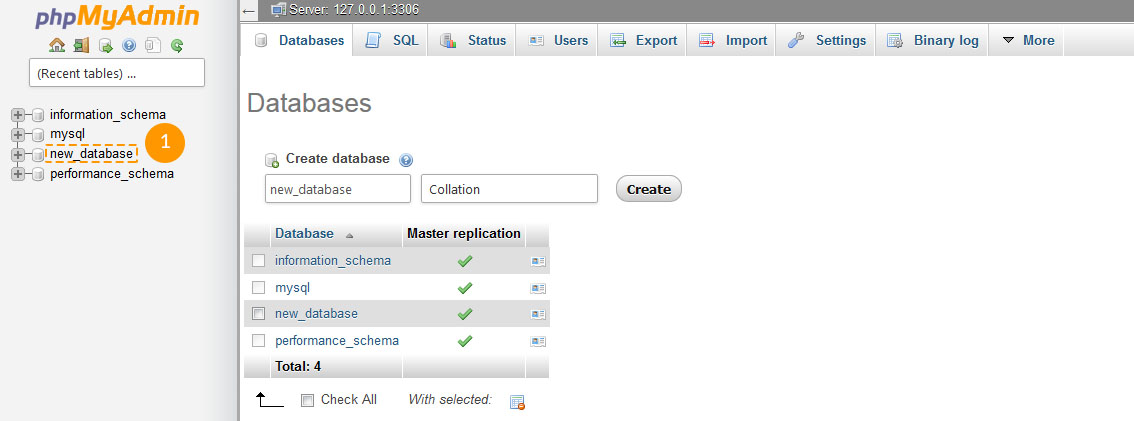 phpMyAdmin
(Recent tables) ...
information_schema
mysql
new_database
performance_schema
1
Server: 127.0.0.1:3306
Databases SQL Status Users Export Import Settings Binary log More
Databases
Create database
new_database Collation Create
Database Master replication
information_schema
mysql
new_database
performance_schema
Total: 4
Check All With selected: